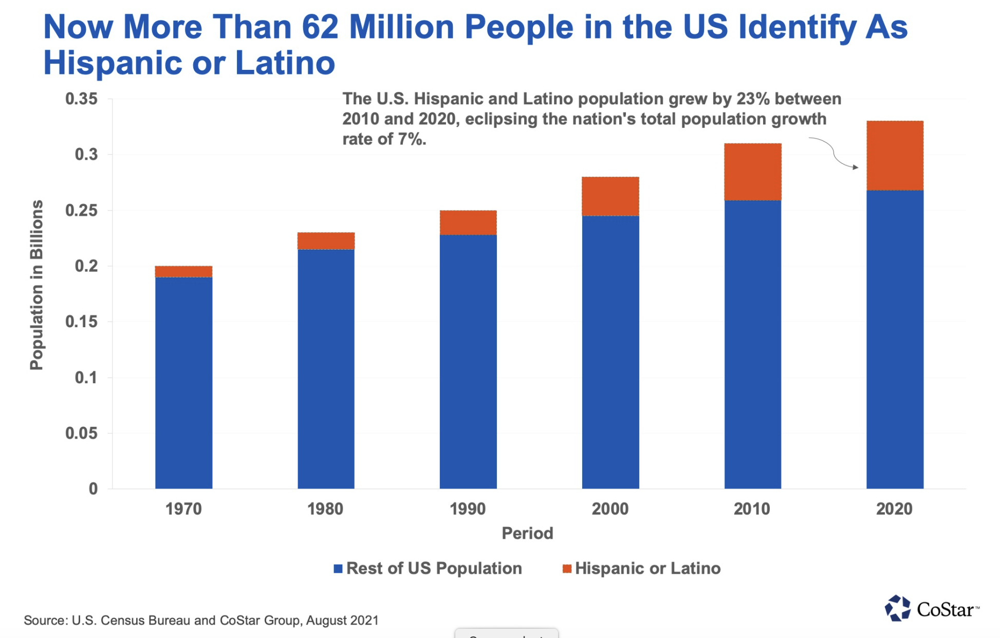 Now More Than 62 Million People in the US Identify As
Hispanic or Latino
The U.S. Hispanic and Latino population grew by 23% between
2010 and 2020, eclipsing the nation's total population growth
rate of 7%.
Population in Billions
0.35
0.3
0.25
0.2
0.15
0.1
0.05
0
1970 1980 1990 2000 2010 2020
Period
Rest of US Population Hispanic or Latino
Source: U.S. Census Bureau and CoStar Group, August 2021
CoStar™